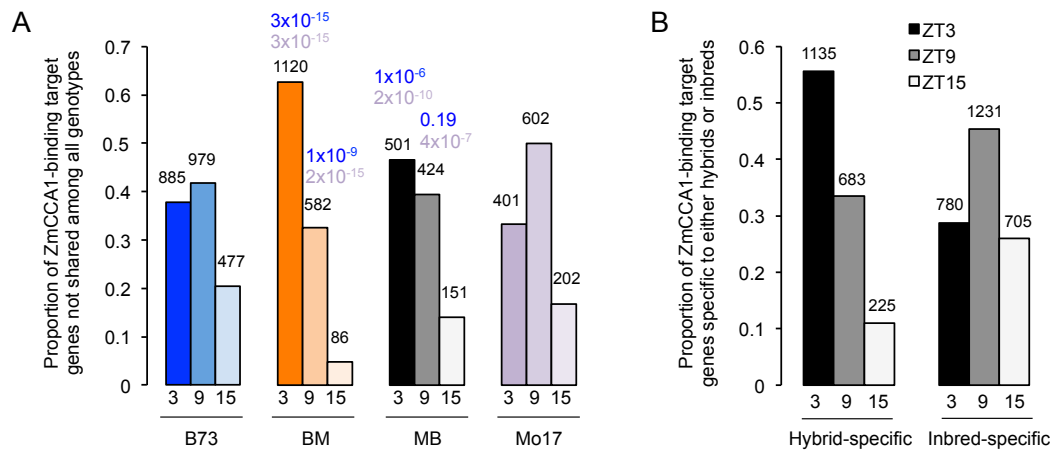 A
Proportion of ZmCCA1-binding target
genes not shared among all genotypes
0.7
0.6
0.5
0.4
0.3
0.2
0.1
0
885
979
477
3x10⁻¹⁵
3x10⁻¹⁵
1120
1x10⁻⁹
2x10⁻¹⁵
582
86
1x10⁻⁶
2x10⁻¹⁰
501
0.19
4x10⁻⁷
424
151
401
602
202
3 9 15
3 9 15
3 9 15
3 9 15
B73
BM
MB
Mo17
B
Proportion of ZmCCA1-binding target
genes specific to either hybrids or inbreds
0.6
0.5
0.4
0.3
0.2
0.1
0
ZT3
ZT9
ZT15
1135
683
225
780
1231
705
3 9 15
3 9 15
Hybrid-specific
Inbred-specific